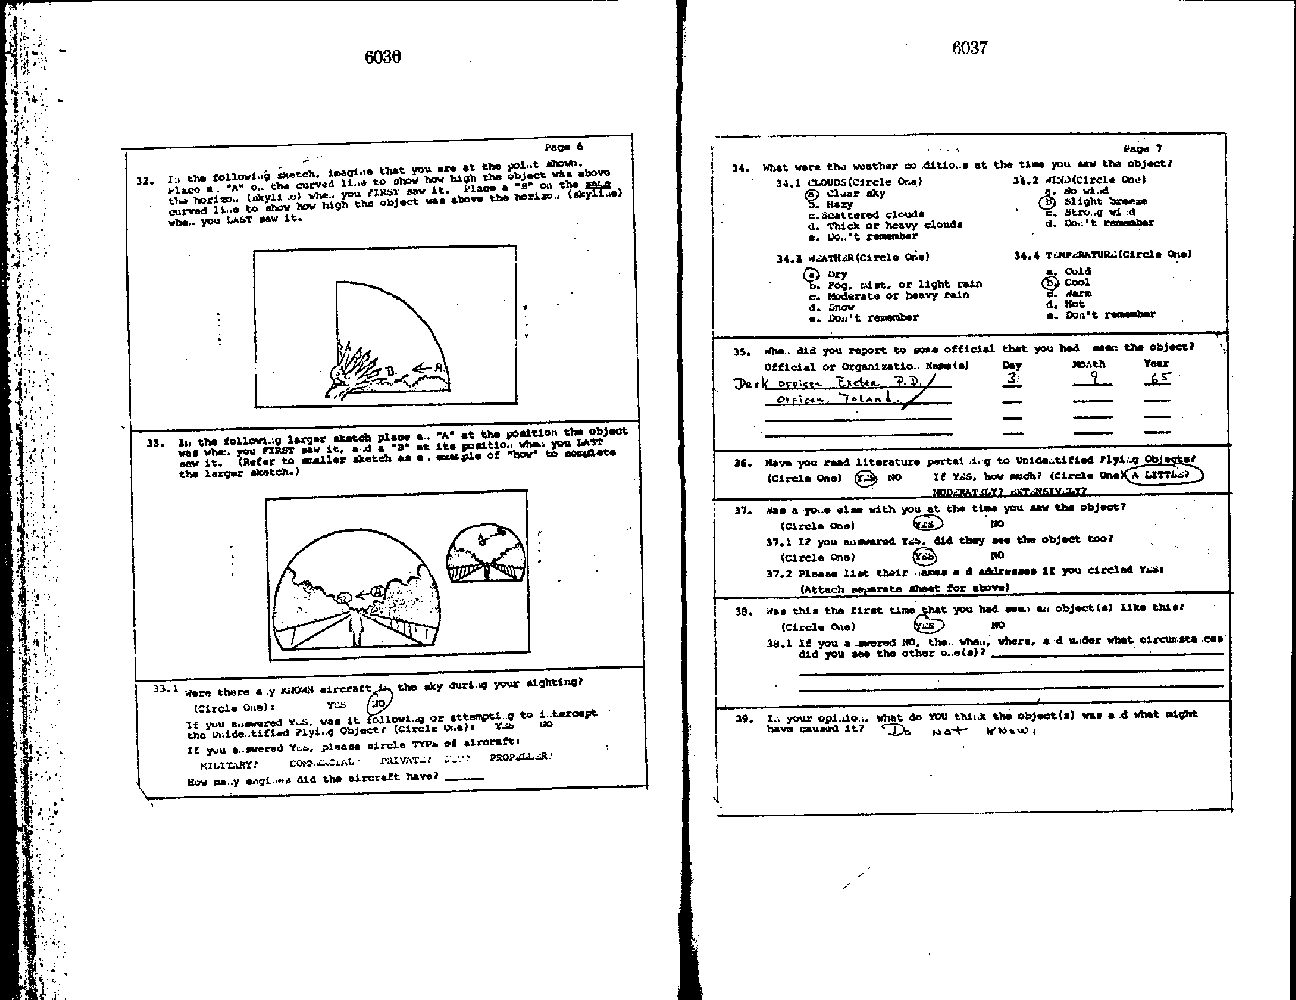 6036
Page 6
32. In the following sketch, imagine that you are at the point shown.
Place an "A" on the curved line to show how high the object was above
the horizon (skyline) when you FIRST saw it. Place a "B" on the same
curved line to show how high the object was above the horizon (skyline)
when you LAST saw it.
B A
33. In the following larger sketch place an "A" at the position the object
was when you FIRST saw it, and a "B" at its position when you LAST
saw it. (Refer to smaller sketch as an example of "how" to complete
the larger sketch.)
B A
33.1 Were there any KNOWN aircraft in the sky during your sighting?
(Circle One): YES NO
If you answered YES, was it following or attempting to intercept
the Unidentified Flying Object? (Circle One): YES NO
If you answered YES, please circle TYPE of aircraft:
MILITARY? COMMERCIAL? PRIVATE? PROPELLER?
How many engines did the aircraft have?
6037
Page 7
34. What were the weather conditions at the time you saw the object?
34.1 CLOUDS(Circle One) 34.2 WIND(Circle One)
a. Clear sky a. No wind
b. Hazy b. Slight breeze
c. Scattered clouds c. Strong wind
d. Thick or heavy clouds d. Don't remember
e. Don't remember
34.3 WEATHER(Circle One) 34.4 TEMPERATURE(Circle One)
a. Dry a. Cold
b. Fog, mist, or light rain b. Cool
c. Moderate or heavy rain c. Warm
d. Snow d. Hot
e. Don't remember e. Don't remember
35. When did you report to some official that you had seen the object?
Official or Organization Name(s) Day Month Year
Desk officer Exeter P.D. 3 9 65
Officer Toland
36. Have you read literature pertaining to Unidentified Flying Objects?
(Circle One) YES NO If YES, how much? (Circle One) A LITTLE?
MODERATELY? EXTENSIVELY?
37. Was anyone else with you at the time you saw the object?
(Circle One) YES NO
37.1 If you answered YES, did they see the object too?
(Circle One) YES NO
37.2 Please list their names and addresses if you circled YES:
(Attach separate sheet for above)
38. Was this the first time that you had seen an object(s) like this?
(Circle One) YES NO
38.1 If you answered NO, then when, where, and under what circumstances
did you see the other one(s)?
39. In your opinion, what do YOU think the object(s) was and what might
have caused it? Do not know.